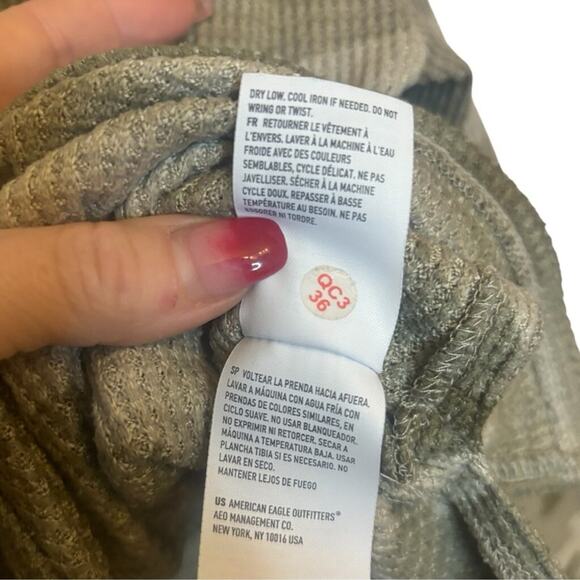 DRY LOW, COOL IRON IF NEEDED. DO NOT
WRING OR TWIST.
FR RETOURNER LE VÊTEMENT À
L'ENVERS. LAVER À LA MACHINE À L'EAU
FROIDE AVEC DES COULEURS
SEMBLABLES, CYCLE DÉLICAT. NE PAS
JAVELLISER. SÉCHER À LA MACHINE
CYCLE DOUX. REPASSER À BASSE
TEMPÉRATURE AU BESOIN. NE PAS
ESSORER NI TORDRE.
QC3
36
SP VOLTEAR LA PRENDA HACIA AFUERA.
LAVAR A MÁQUINA CON AGUA FRÍA CON
PRENDAS DE COLORES SIMILARES, EN
CICLO SUAVE. NO USAR BLANQUEADOR.
NO EXPRIMIR NI RETORCER. SECAR A
MÁQUINA A TEMPERATURA BAJA. USAR
PLANCHA TIBIA SI ES NECESARIO. NO
LAVAR EN SECO.
MANTENER LEJOS DE FUEGO
US AMERICAN EAGLE OUTFITTERS®
AEO MANAGEMENT CO.
NEW YORK, NY 10016 USA